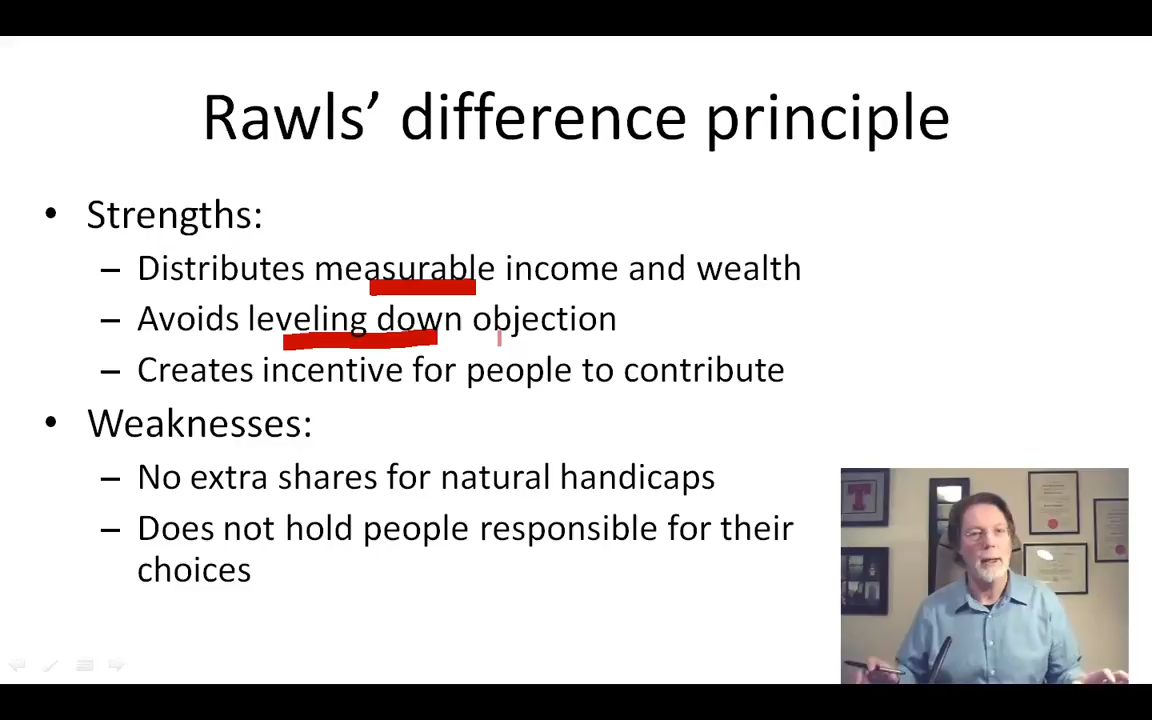 Rawls’ difference principle
• Strengths:
– Distributes measurable income and wealth
– Avoids leveling down objection
– Creates incentive for people to contribute
• Weaknesses:
– No extra shares for natural handicaps
– Does not hold people responsible for their
choices
T